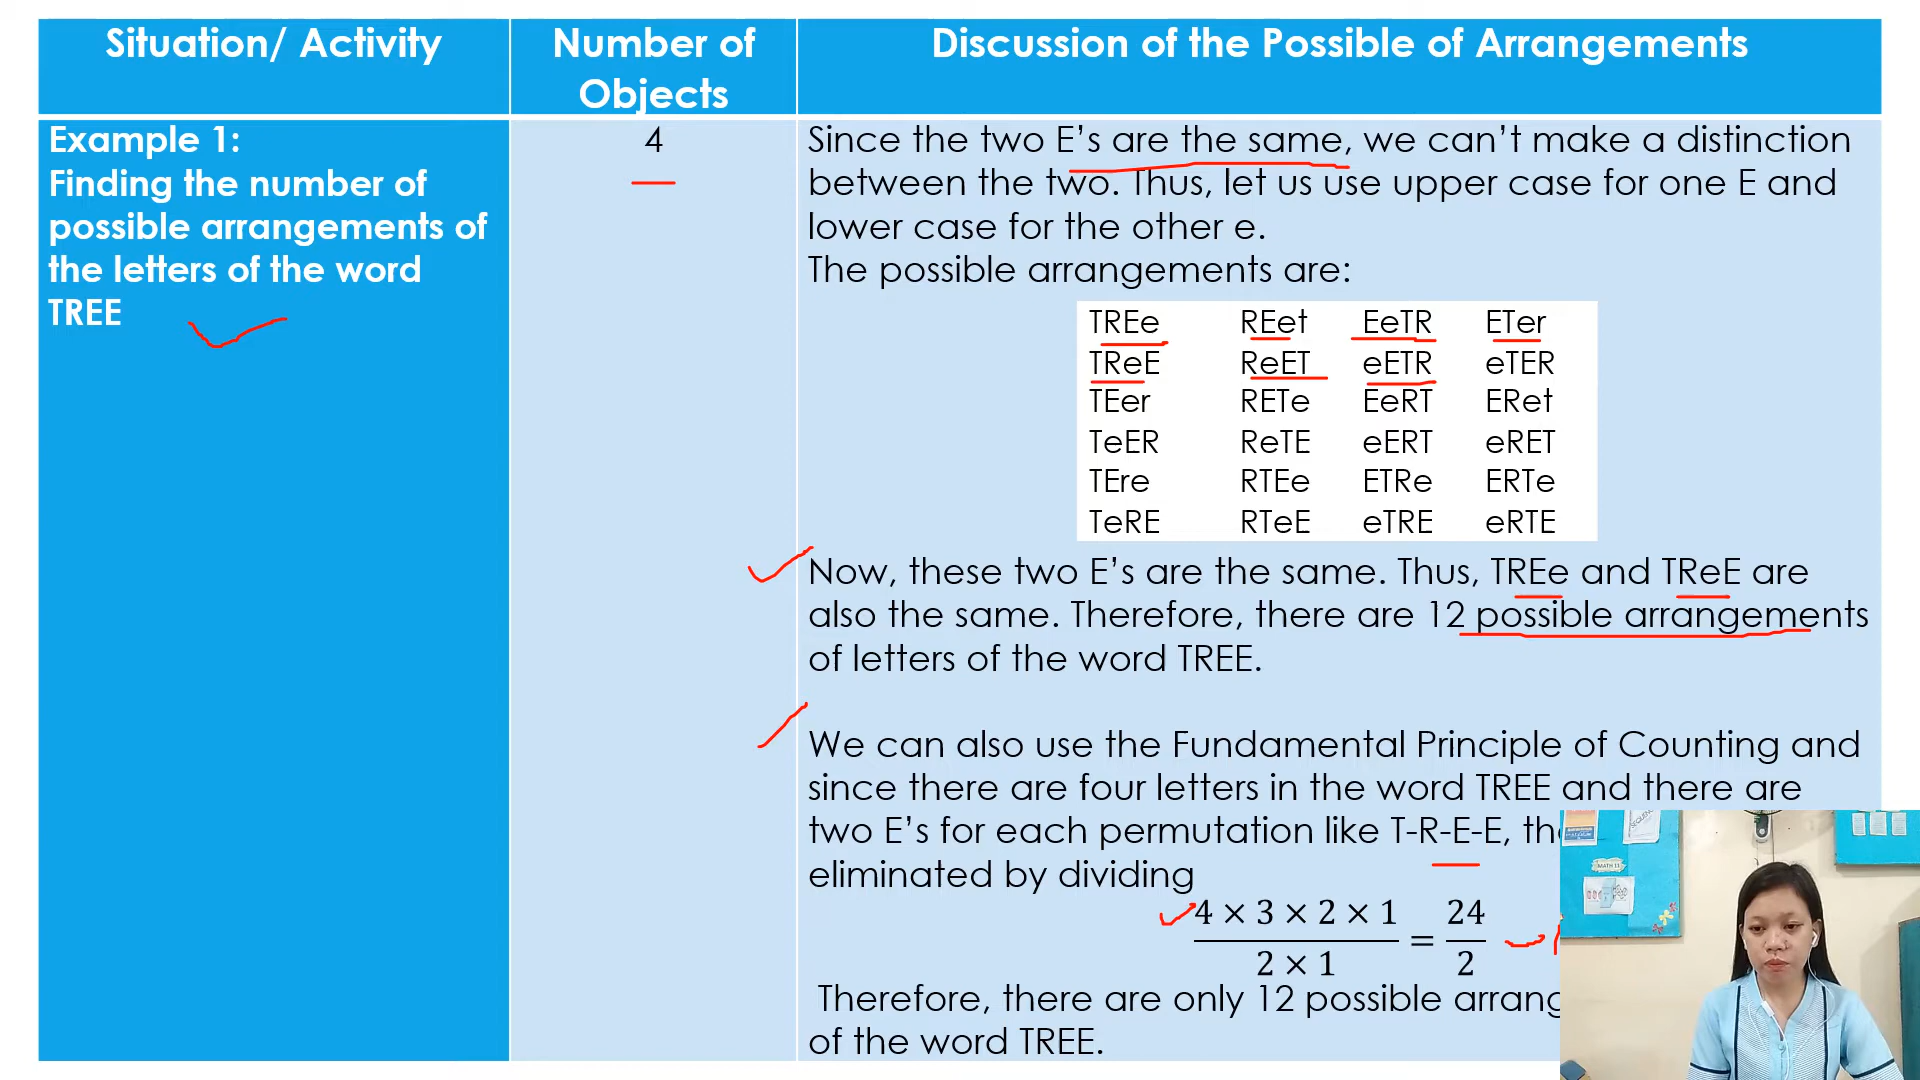 Situation/ Activity
Number of
Objects
Discussion of the Possible of Arrangements
Example 1:
Finding the number of
possible arrangements of
the letters of the word
TREE
4
Since the two E’s are the same, we can’t make a distinction
between the two. Thus, let us use upper case for one E and
lower case for the other e.
The possible arrangements are:
TREe REet EeTR ETer
TReE ReET eETR eTER
TEer RETe EeRT ERet
TeER ReTE eERT eRET
TEre RTEe ETRe ERTe
TeRE RTeE eTRE eRTE
Now, these two E’s are the same. Thus, TREe and TReE are
also the same. Therefore, there are 12 possible arrangements
of letters of the word TREE.
We can also use the Fundamental Principle of Counting and
since there are four letters in the word TREE and there are
two E’s for each permutation like T-R-E-E,
eliminated by dividing
4 × 3 × 2 × 1 / 2 × 1 = 24 / 2
Therefore, there are only 12 possible
of the word TREE.
MATH 11